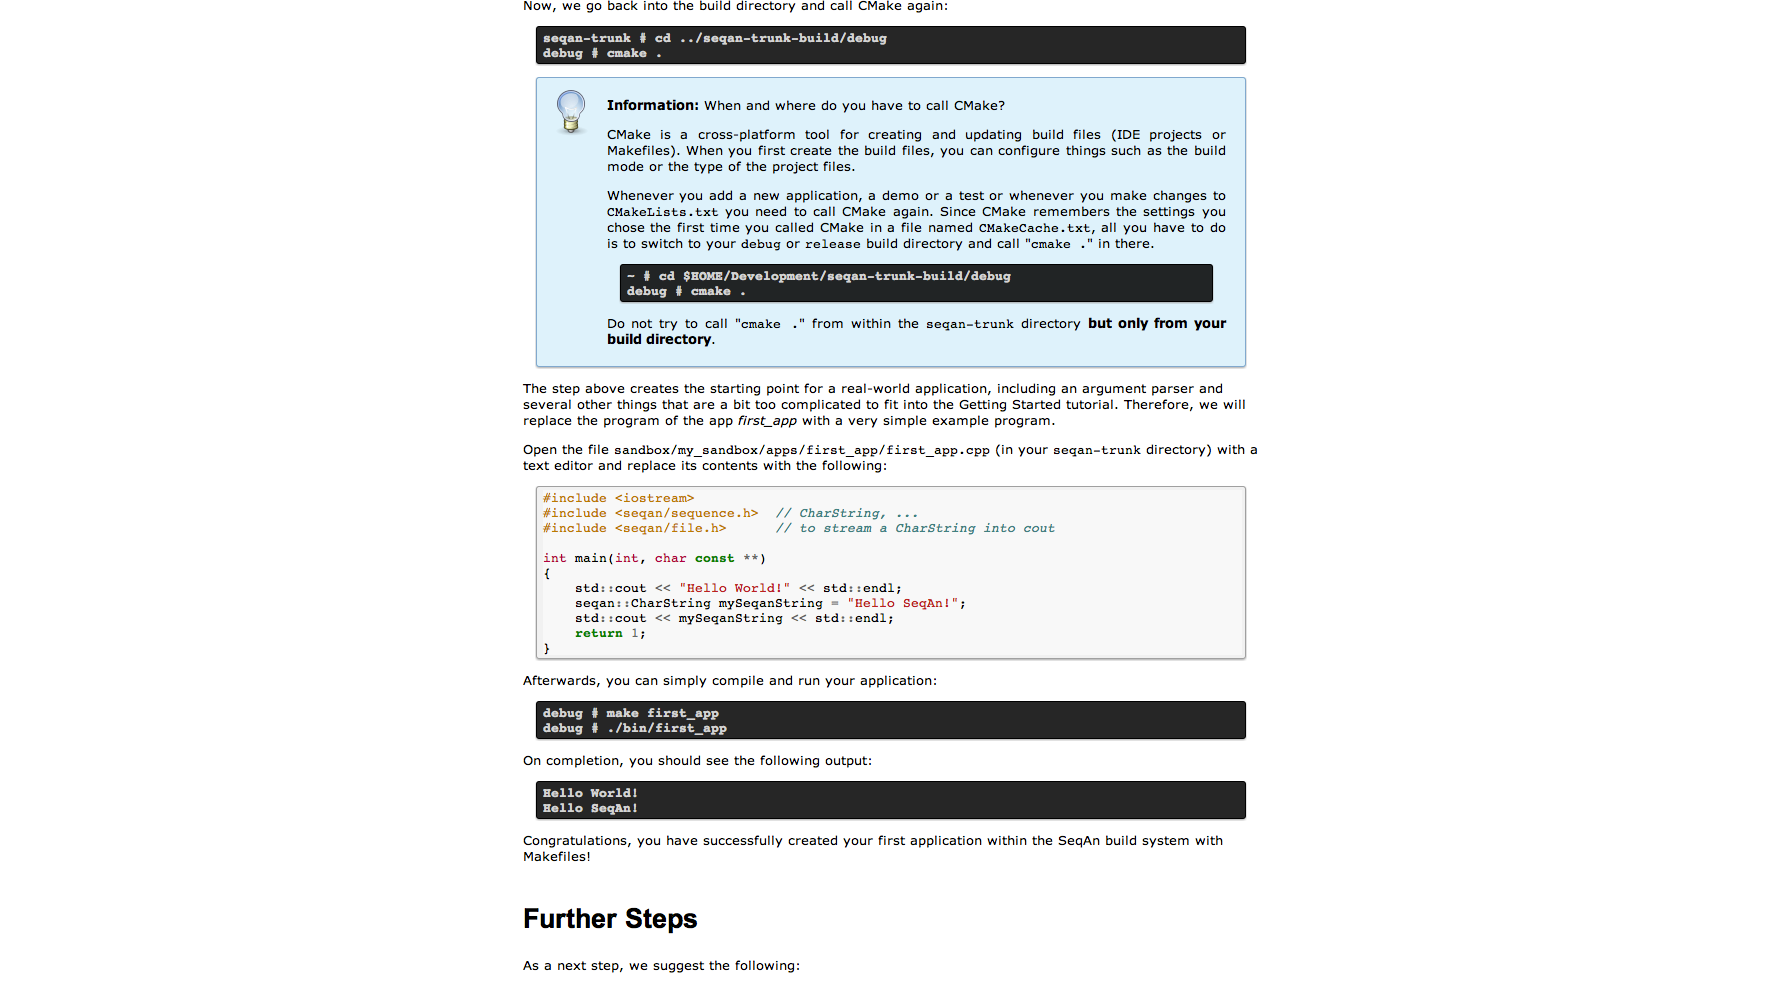 Now, we go back into the build directory and call CMake again:
seqan-trunk # cd ../seqan-trunk-build/debug
debug # cmake .
Information: When and where do you have to call CMake?
CMake is a cross-platform tool for creating and updating build files (IDE projects or
Makefiles). When you first create the build files, you can configure things such as the build
mode or the type of the project files.
Whenever you add a new application, a demo or a test or whenever you make changes to
CMakeLists.txt you need to call CMake again. Since CMake remembers the settings you
chose the first time you called CMake in a file named CMakeCache.txt, all you have to do
is to switch to your debug or release build directory and call "cmake ." in there.
~ # cd $HOME/Development/seqan-trunk-build/debug
debug # cmake .
Do not try to call "cmake ." from within the seqan-trunk directory but only from your
build directory.
The step above creates the starting point for a real-world application, including an argument parser and
several other things that are a bit too complicated to fit into the Getting Started tutorial. Therefore, we will
replace the program of the app first_app with a very simple example program.
Open the file sandbox/my_sandbox/apps/first_app/first_app.cpp (in your seqan-trunk directory) with a
text editor and replace its contents with the following:
#include <iostream>
#include <seqan/sequence.h>  // CharString, ...
#include <seqan/file.h>      // to stream a CharString into cout
int main(int, char const **)
{
    std::cout << "Hello World!" << std::endl;
    seqan::CharString mySeqanString = "Hello SeqAn!";
    std::cout << mySeqanString << std::endl;
    return 1;
}
Afterwards, you can simply compile and run your application:
debug # make first_app
debug # ./bin/first_app
On completion, you should see the following output:
Hello World!
Hello SeqAn!
Congratulations, you have successfully created your first application within the SeqAn build system with
Makefiles!
Further Steps
As a next step, we suggest the following: